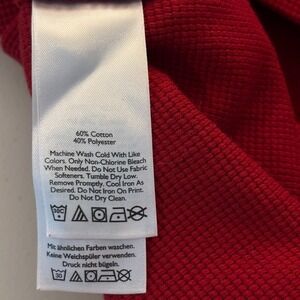 60% Cotton
40% Polyester
Machine Wash Cold With Like
Colors. Only Non-Chlorine Bleach
When Needed. Do Not Use Fabric
Softeners. Tumble Dry Low.
Remove Promptly. Cool Iron As
Desired. Do Not Iron On Print.
Do Not Dry Clean.
Mit ähnlichen Farben waschen.
Keine Weichspüler verwenden.
Druck nicht bügeln.
30